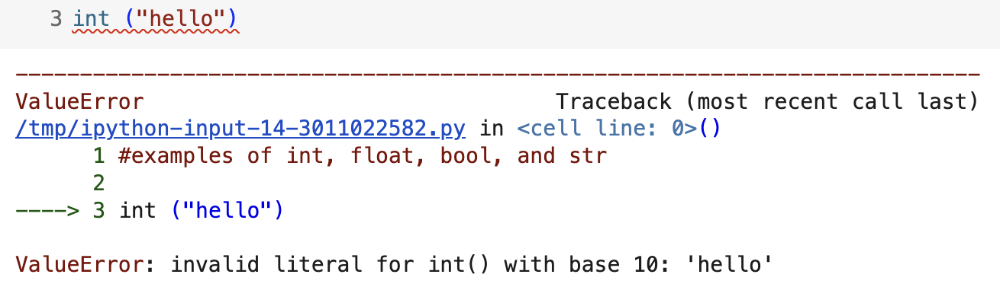 3 int ("hello")
---------------------------------------------------------------------------
ValueError                                Traceback (most recent call last)
/tmp/ipython-input-14-3011022582.py in <cell line: 0>()
      1 #examples of int, float, bool, and str
      2
----> 3 int ("hello")

ValueError: invalid literal for int() with base 10: 'hello'